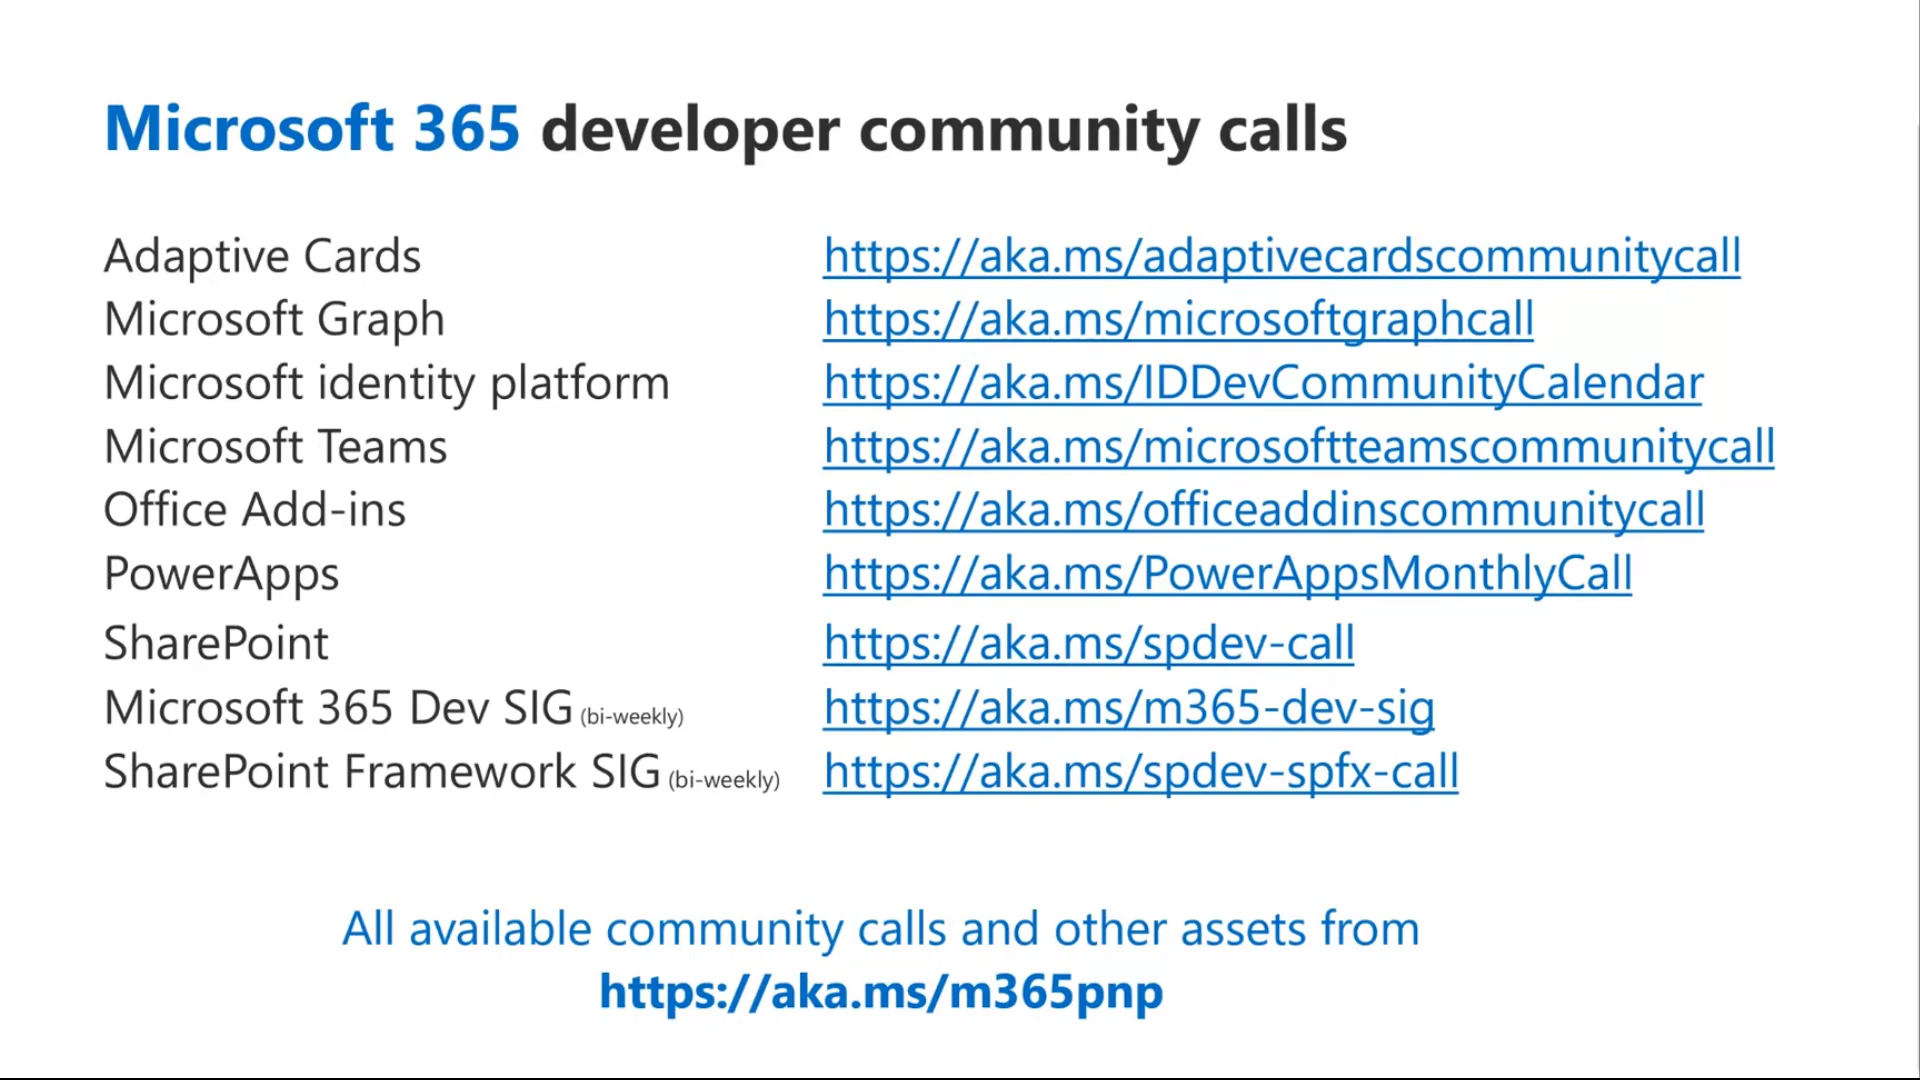 Microsoft 365 developer community calls
Adaptive Cards https://aka.ms/adaptivecardscommunitycall
Microsoft Graph https://aka.ms/microsoftgraphcall
Microsoft identity platform https://aka.ms/IDDevCommunityCalendar
Microsoft Teams https://aka.ms/microsoftteamscommunitycall
Office Add-ins https://aka.ms/officeaddinscommunitycall
PowerApps https://aka.ms/PowerAppsMonthlyCall
SharePoint https://aka.ms/spdev-call
Microsoft 365 Dev SIG (bi-weekly) https://aka.ms/m365-dev-sig
SharePoint Framework SIG (bi-weekly) https://aka.ms/spdev-spfx-call
All available community calls and other assets from
https://aka.ms/m365pnp